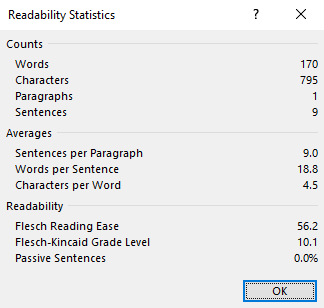 Readability Statistics ? ×
Counts
Words 170
Characters 795
Paragraphs 1
Sentences 9
Averages
Sentences per Paragraph 9.0
Words per Sentence 18.8
Characters per Word 4.5
Readability
Flesch Reading Ease 56.2
Flesch-Kincaid Grade Level 10.1
Passive Sentences 0.0%
OK